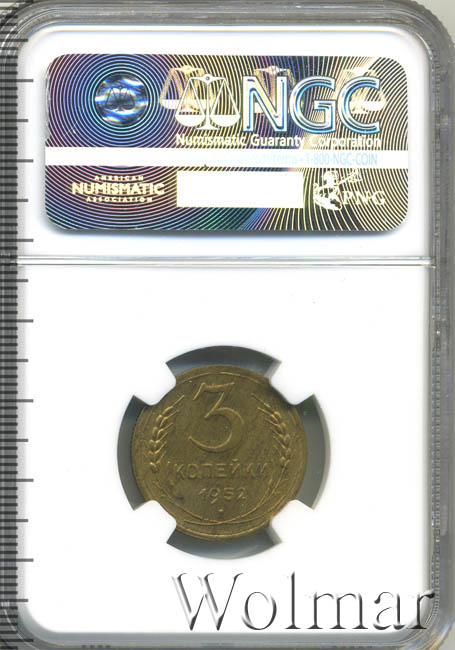 NGC
Numismatic Guaranty Corporation
1-800-NGC-COIN
AMERICAN
NUMISMATIC
ASSOCIATION
PNG
3
КОПЕЙКИ
1952
Wolmar